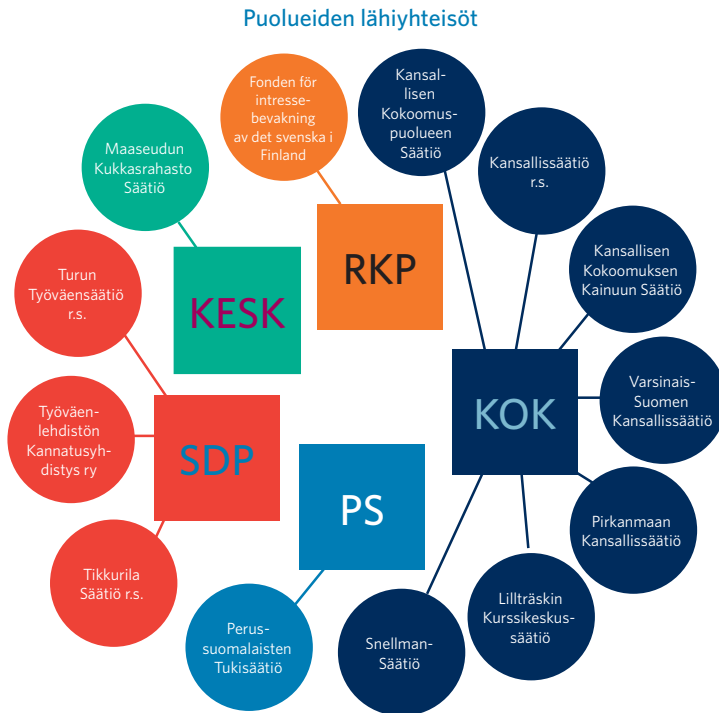 Puolueiden lähiyhteisöt
Fonden för
intresse-
bevakning
av det svenska i
Finland
Kansal-
lisen
Kokoomus-
puolueen
Säätiö
Maaseudun
Kukkasrahasto
Säätiö
Kansallissäätiö
r.s.
Kansallisen
Kokoomuksen
Kainuun Säätiö
Turun
Työväensäätiö
r.s.
RKP
KESK
Varsinais-
Suomen
Kansallissäätiö
KOK
Työväen-
lehdistön
Kannatusyh-
distys ry
SDP
PS
Pirkanmaan
Kansallissäätiö
Tikkurila
Säätiö r.s.
Lillträskin
Kurssikeskus-
säätiö
Perus-
suomalaisten
Tukisäätiö
Snellman-
Säätiö